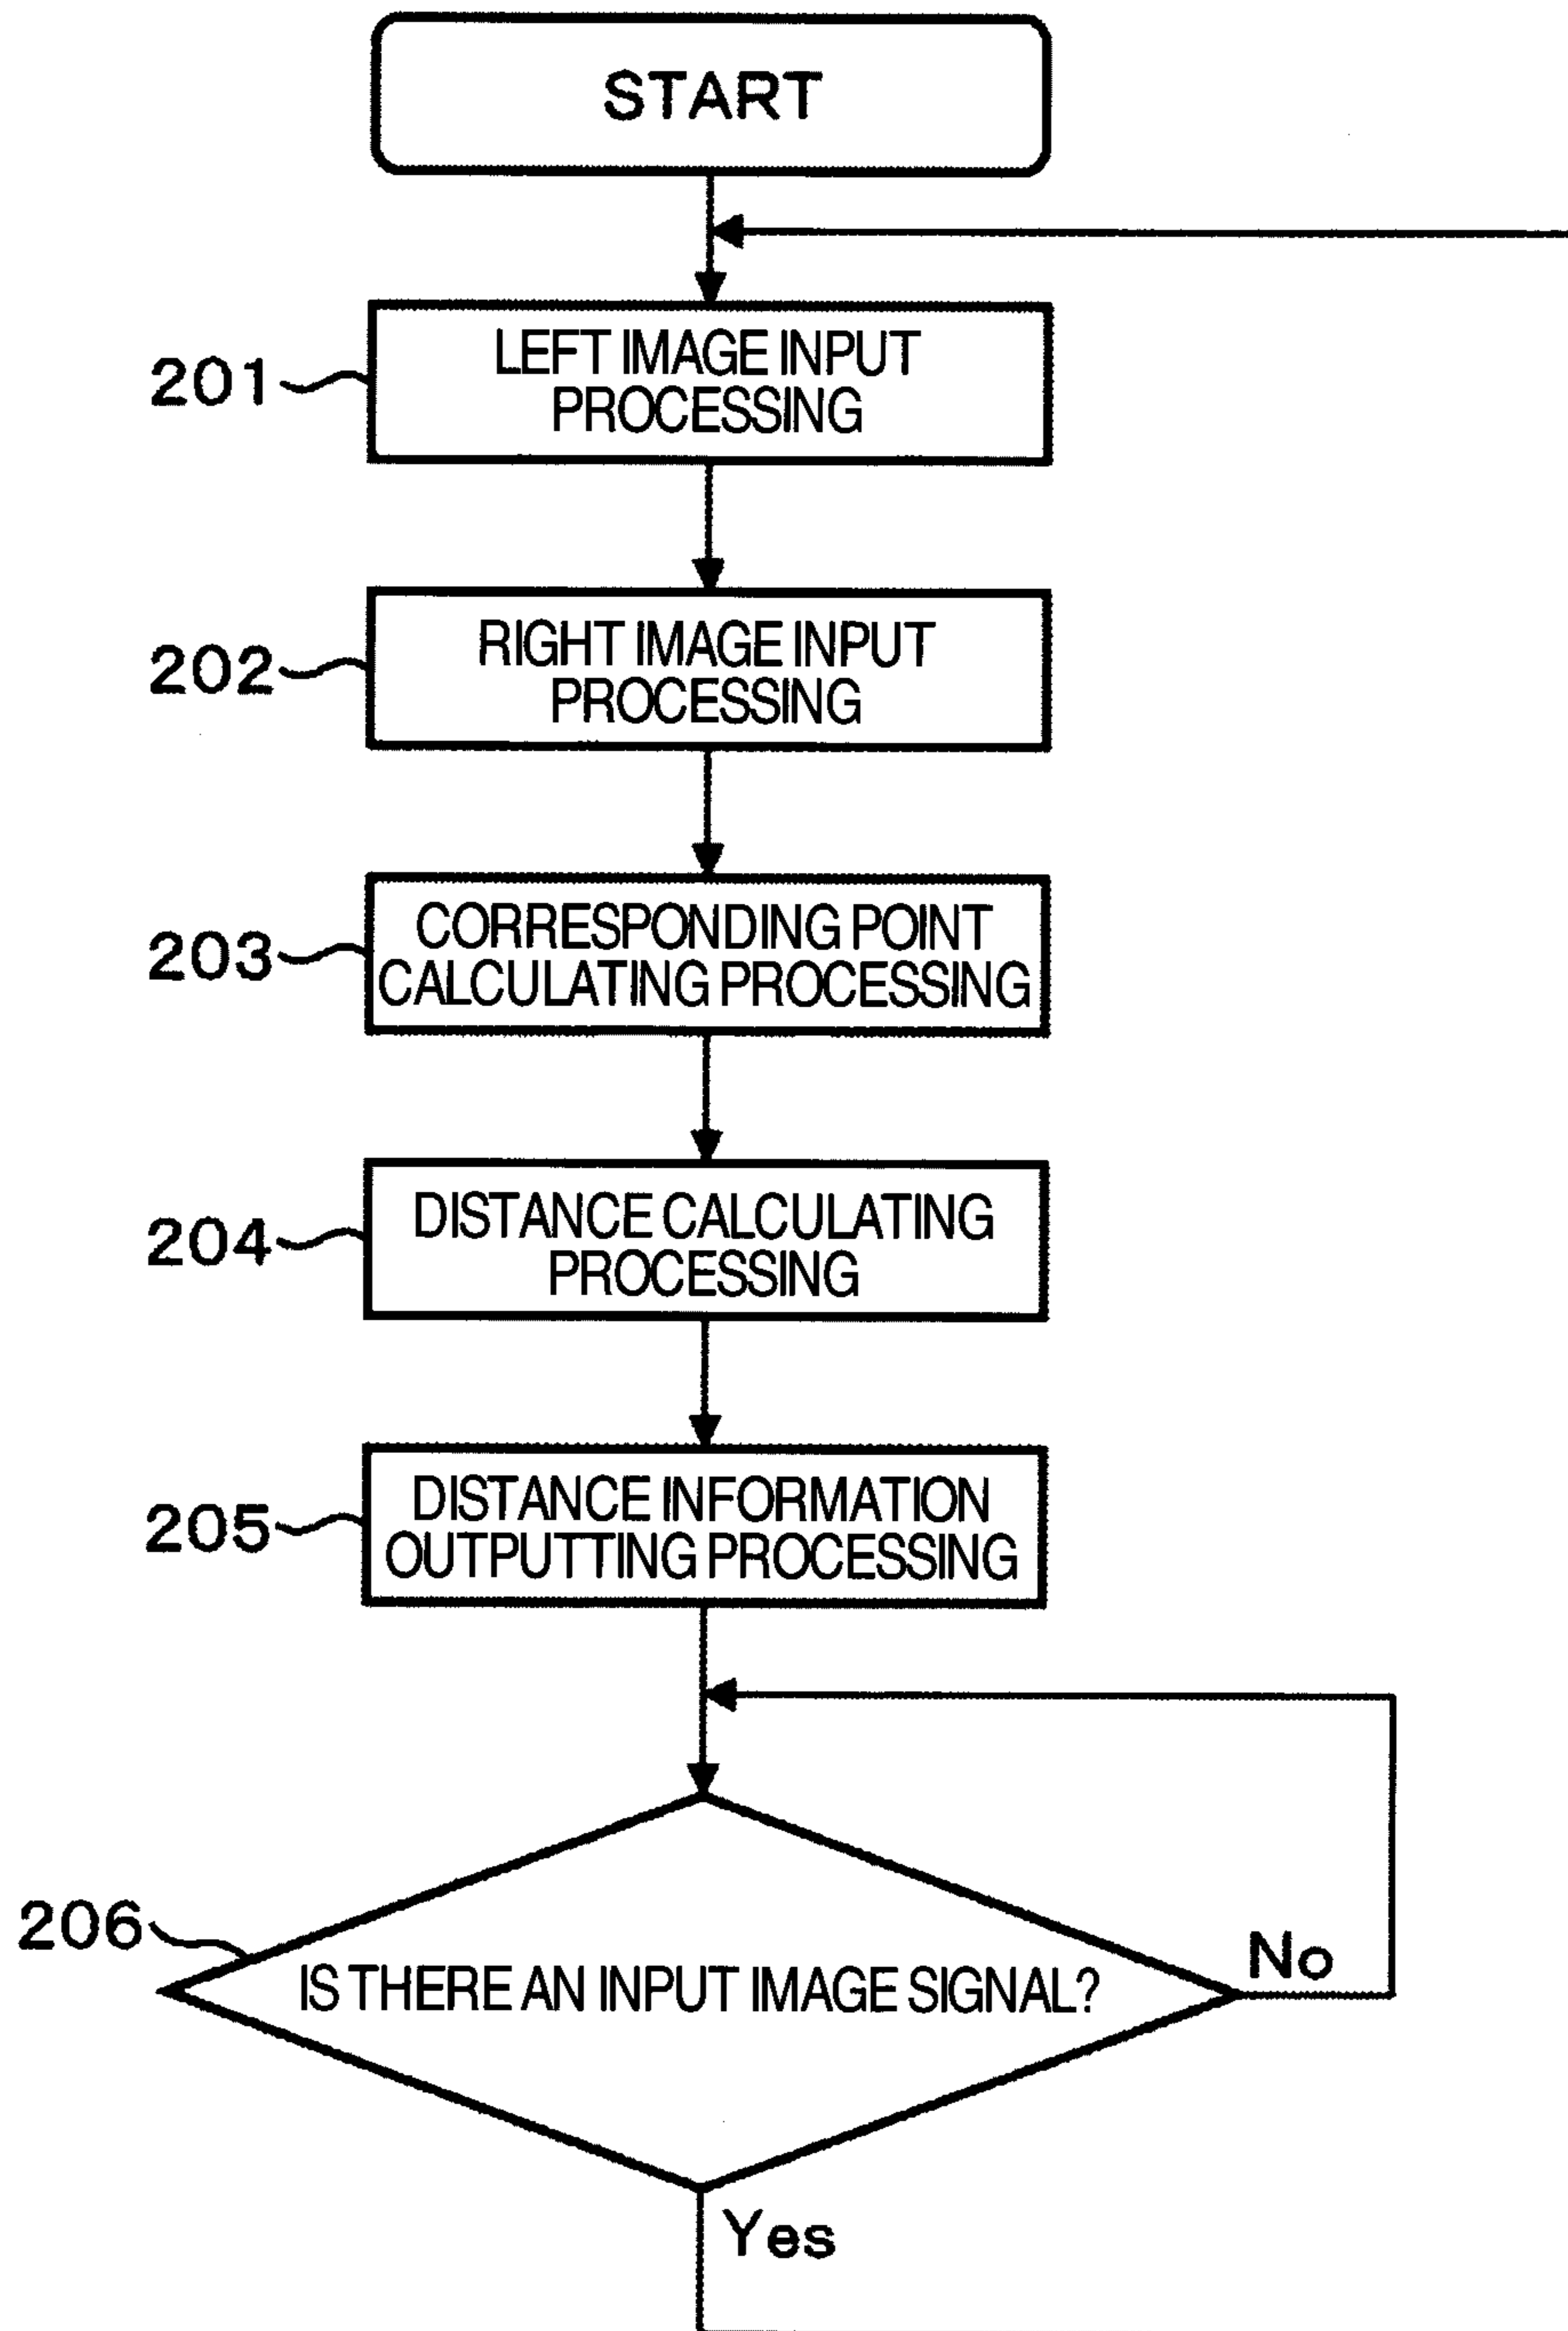 START
201
LEFT IMAGE INPUT
PROCESSING
202
RIGHT IMAGE INPUT
PROCESSING
203
CORRESPONDING POINT
CALCULATING PROCESSING
204
DISTANCE CALCULATING
PROCESSING
205
DISTANCE INFORMATION
OUTPUTTING PROCESSING
206
IS THERE AN INPUT IMAGE SIGNAL?
No
Yes